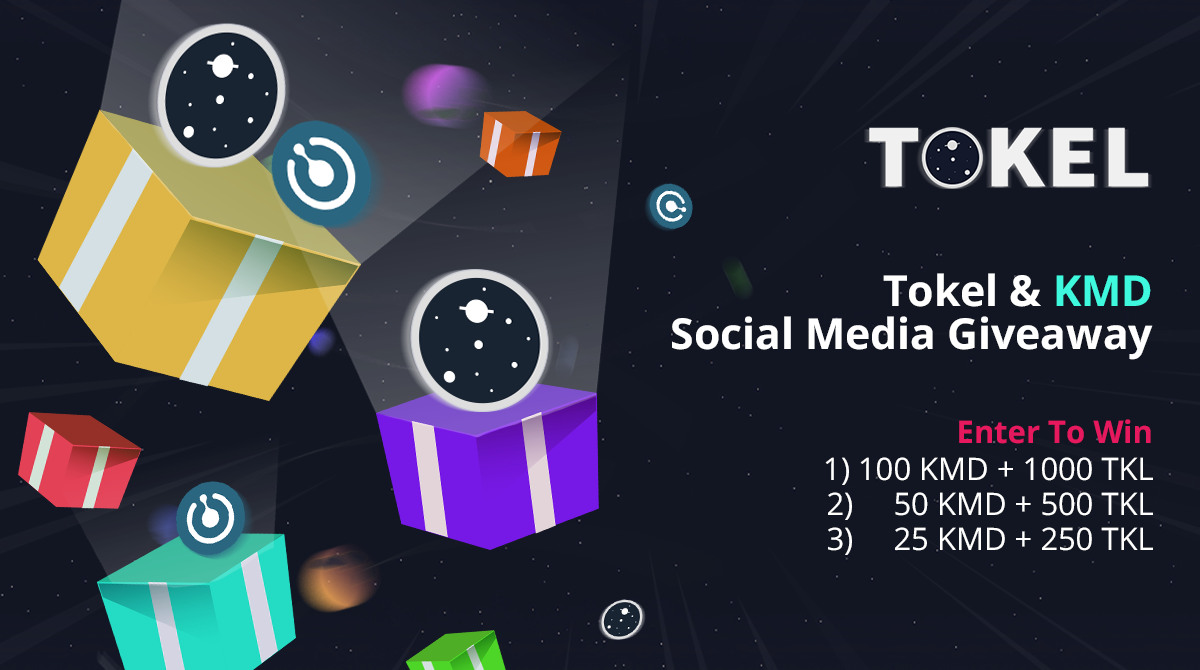 TOKEL
Tokel & KMD
Social Media Giveaway
Enter To Win
1) 100 KMD + 1000 TKL
2) 50 KMD + 500 TKL
3) 25 KMD + 250 TKL